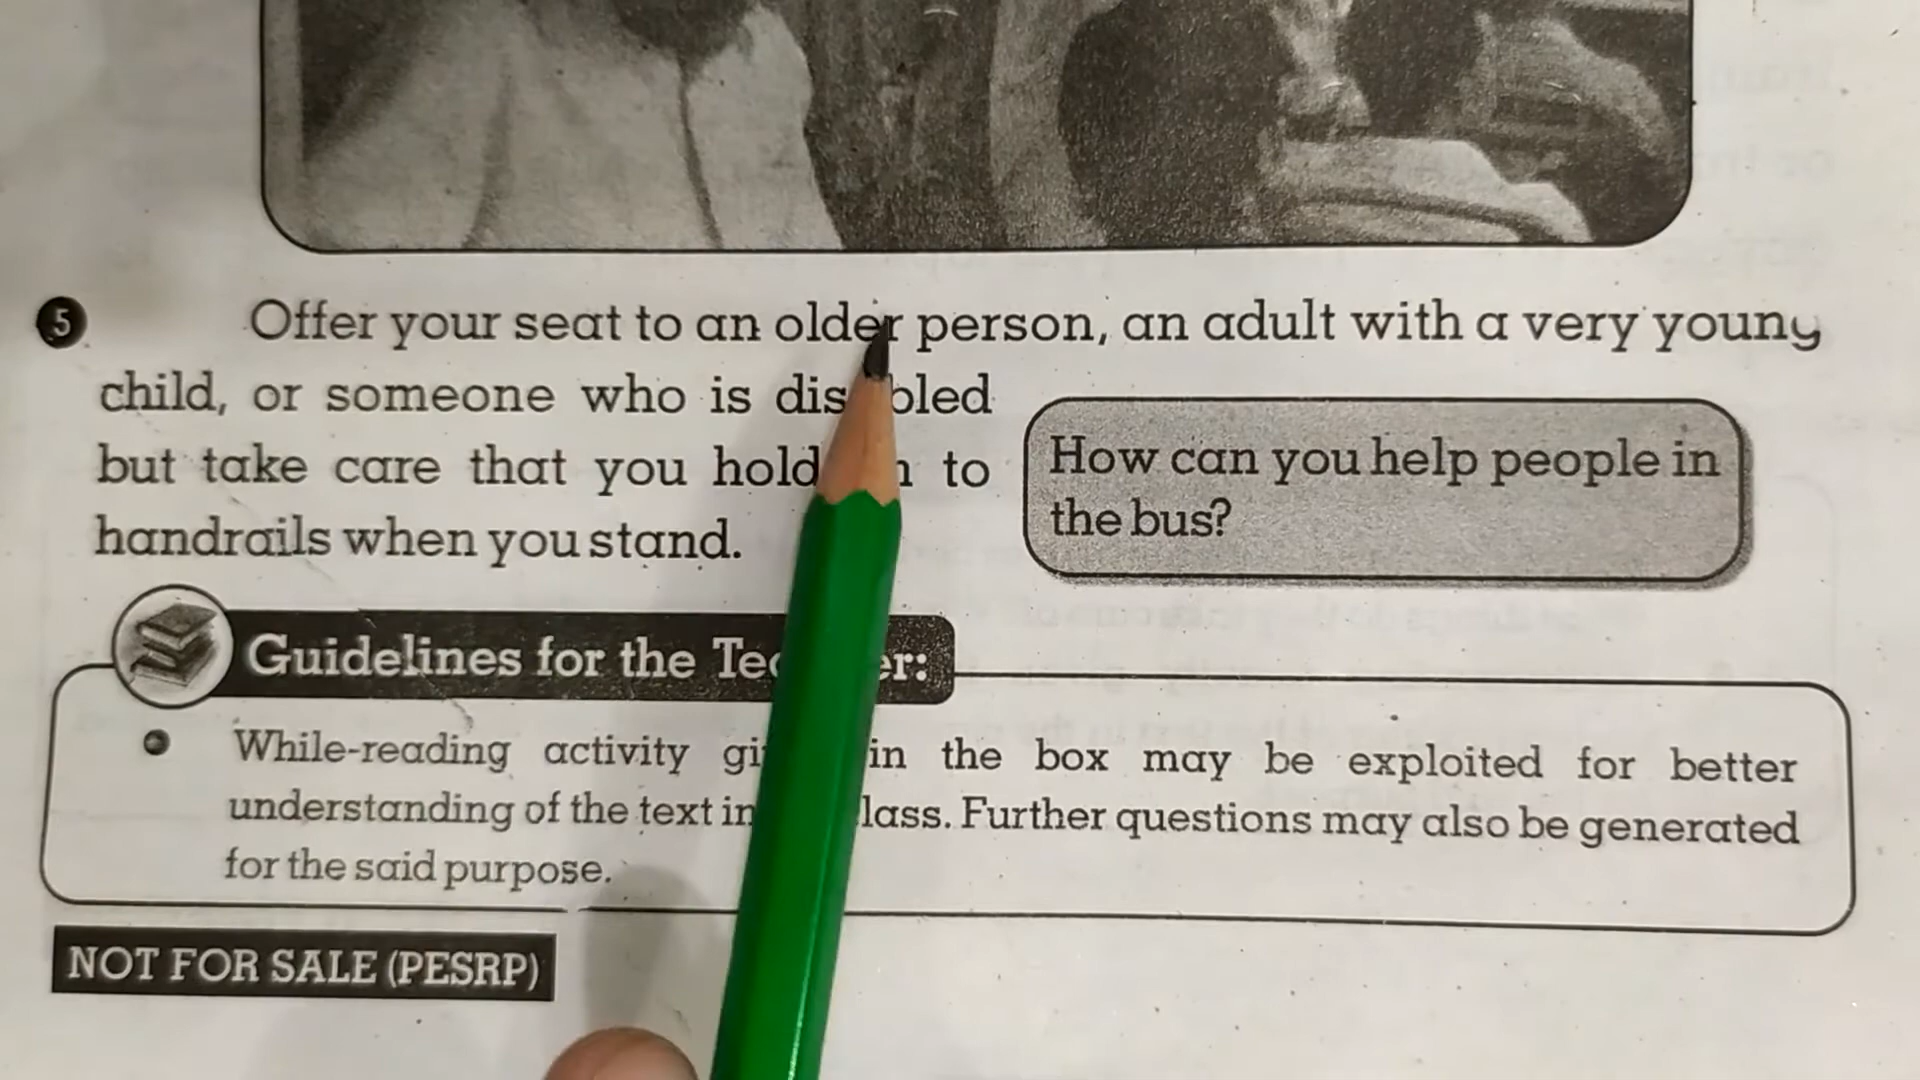 5 Offer your seat to an older person, an adult with a very young
child, or someone who is disabled
but take care that you hold to
handrails when you stand.
How can you help people in
the bus?
Guidelines for the Teacher:
While-reading activity in the box may be exploited for better
understanding of the text in class. Further questions may also be generated
for the said purpose.
NOT FOR SALE (PESRP)